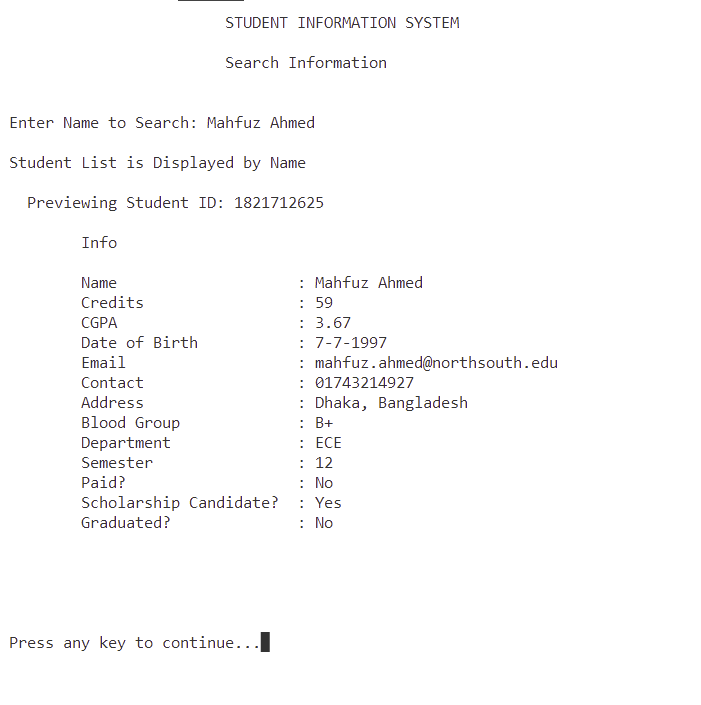 STUDENT INFORMATION SYSTEM
Search Information
Enter Name to Search: Mahfuz Ahmed
Student List is Displayed by Name
Previewing Student ID: 1821712625
Info
Name : Mahfuz Ahmed
Credits : 59
CGPA : 3.67
Date of Birth : 7-7-1997
Email : mahfuz.ahmed@northsouth.edu
Contact : 01743214927
Address : Dhaka, Bangladesh
Blood Group : B+
Department : ECE
Semester : 12
Paid? : No
Scholarship Candidate? : Yes
Graduated? : No
Press any key to continue...